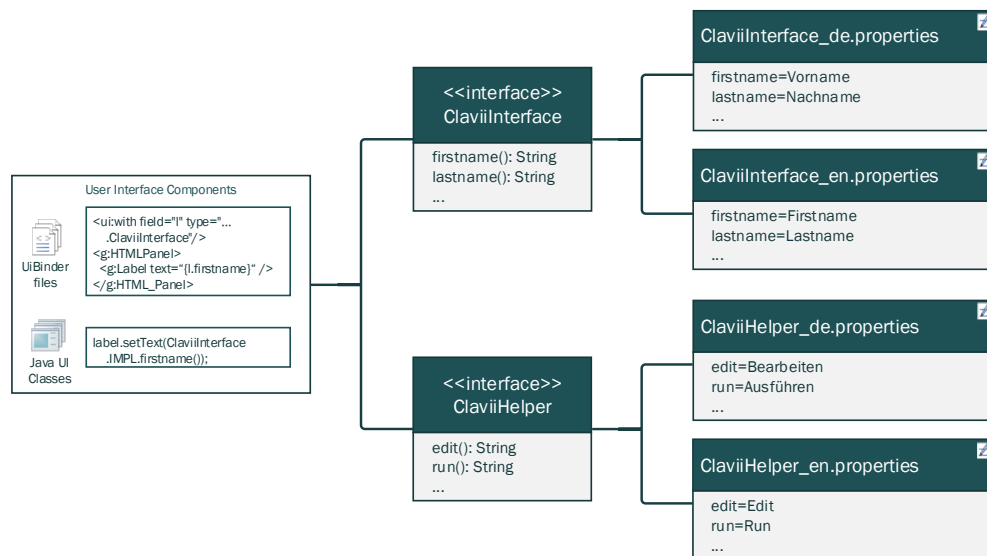 User Interface Components
<ui:with field="l" type="...
.ClaviiInterface"/>
<g:HTMLPanel>
<g:Label text="{l.firstname}" />
</g:HTML_Panel>
UiBinder
files
label.setText(ClaviiInterface
.IMPL.firstname());
Java UI
Classes
<<interface>>
ClaviiInterface
firstname(): String
lastname(): String
...
<<interface>>
ClaviiHelper
edit(): String
run(): String
...
ClaviiInterface_de.properties
firstname=Vorname
lastname=Nachname
...
ClaviiInterface_en.properties
firstname=Firstname
lastname=Lastname
...
ClaviiHelper_de.properties
edit=Bearbeiten
run=Ausführen
...
ClaviiHelper_en.properties
edit=Edit
run=Run
...